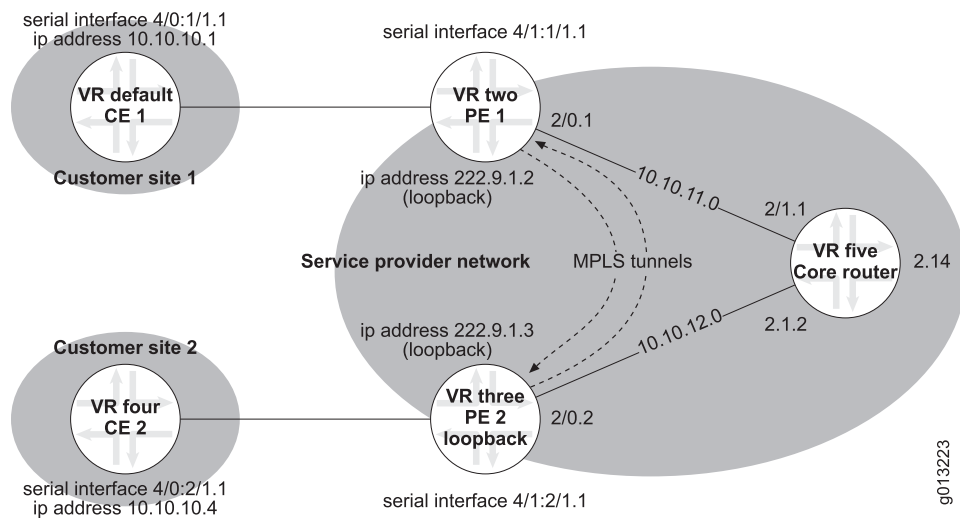 serial interface 4/0:1/1.1
ip address 10.10.10.1
VR default
CE 1
Customer site 1
serial interface 4/1:1/1.1
VR two
PE 1
2/0.1
ip address 222.9.1.2
(loopback)
10.10.11.0
2/1.1
VR five
Core router
2.14
Service provider network
MPLS tunnels
2.1.2
10.10.12.0
ip address 222.9.1.3
(loopback)
VR three
PE 2
loopback
2/0.2
serial interface 4/1:2/1.1
Customer site 2
VR four
CE 2
serial interface 4/0:2/1.1
ip address 10.10.10.4
g013223